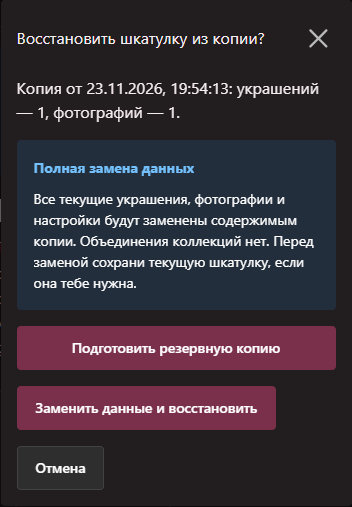 Восстановить шкатулку из копии?
Копия от 23.11.2026, 19:54:13: украшений
— 1, фотографий — 1.
Полная замена данных
Все текущие украшения, фотографии и
настройки будут заменены содержимым
копии. Объединения коллекций нет. Перед
заменой сохрани текущую шкатулку, если
она тебе нужна.
Подготовить резервную копию
Заменить данные и восстановить
Отмена